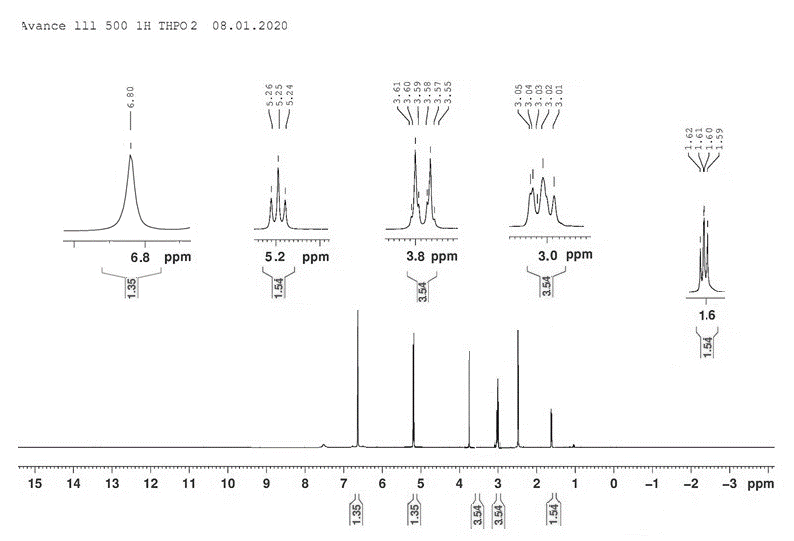 Avance 111 500 1H THPO2 08.01.2020
6.80
5.26 5.25 5.24
3.61 3.60 3.59 3.58 3.57 3.55
3.05 3.04 3.03 3.02 3.01
1.62 1.61 1.60 1.59
6.8 ppm
5.2 ppm
3.8 ppm
3.0 ppm
1.35
1.54
3.54
3.54
1.6
1.54
15 14 13 12 11 10 9 8 7 6 5 4 3 2 1 0 −1 −2 −3 ppm
1.35 1.35 3.54 3.54 1.54